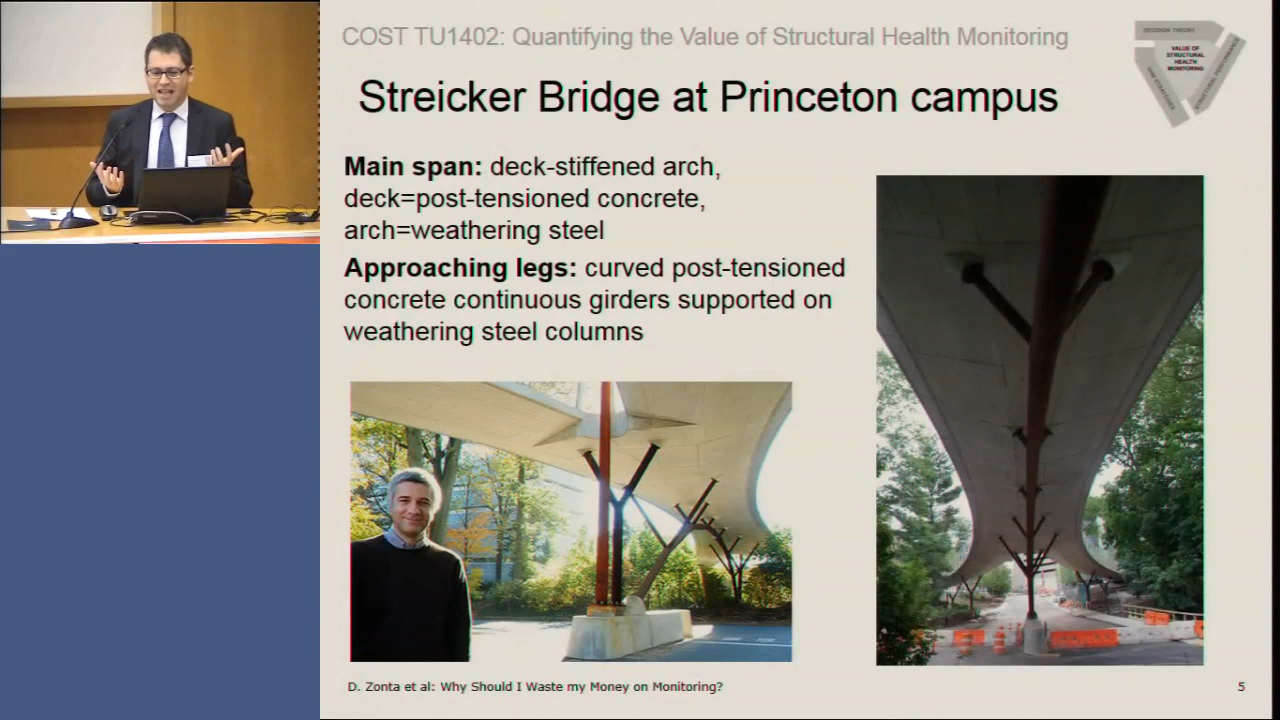 COST TU1402: Quantifying the Value of Structural Health Monitoring
DECISION THEORY
VALUE OF
STRUCTURAL
HEALTH
MONITORING
Streicker Bridge at Princeton campus
Main span: deck-stiffened arch,
deck=post-tensioned concrete,
arch=weathering steel
Approaching legs: curved post-tensioned
concrete continuous girders supported on
weathering steel columns
D. Zonta et al: Why Should I Waste my Money on Monitoring?
5